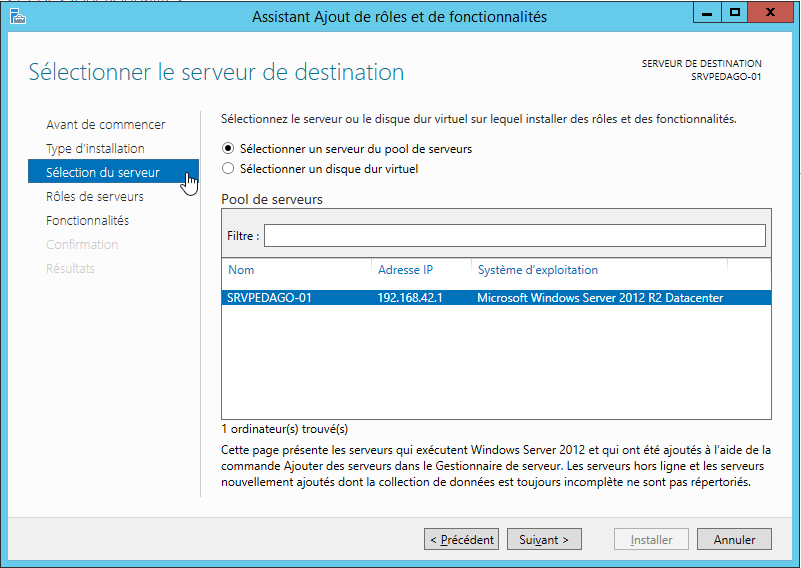 Assistant Ajout de rôles et de fonctionnalités
Sélectionner le serveur de destination
SERVEUR DE DESTINATION
SRVPEDAGO-01
Avant de commencer
Type d'installation
Sélection du serveur
Rôles de serveurs
Fonctionnalités
Confirmation
Résultats
Sélectionnez le serveur ou le disque dur virtuel sur lequel installer des rôles et des fonctionnalités.
Sélectionner un serveur du pool de serveurs
Sélectionner un disque dur virtuel
Pool de serveurs
Filtre :
Nom Adresse IP Système d'exploitation
SRVPEDAGO-01 192.168.42.1 Microsoft Windows Server 2012 R2 Datacenter
1 ordinateur(s) trouvé(s)
Cette page présente les serveurs qui exécutent Windows Server 2012 et qui ont été ajoutés à l'aide de la
commande Ajouter des serveurs dans le Gestionnaire de serveur. Les serveurs hors ligne et les serveurs
nouvellement ajoutés dont la collection de données est toujours incomplète ne sont pas répertoriés.
< Précédent Suivant > Installer Annuler